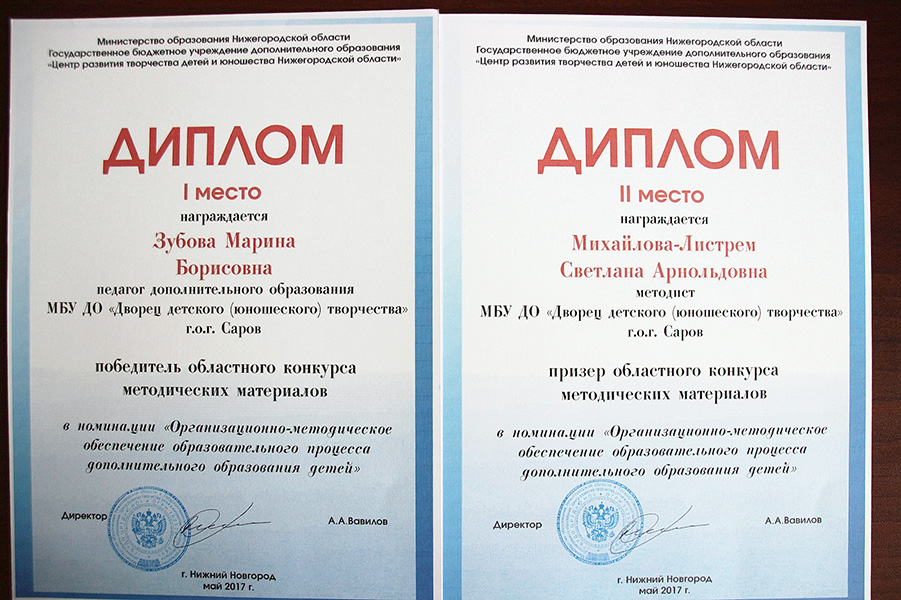 Министерство образования Нижегородской области
Государственное бюджетное учреждение дополнительного образования
«Центр развития творчества детей и юношества Нижегородской области»
ДИПЛОМ
I место
награждается
Зубова Марина
Борисовна
педагог дополнительного образования
МБУ ДО «Дворец детского (юношеского) творчества»
г.о.г. Саров
победитель областного конкурса
методических материалов
в номинации «Организационно-методическое
обеспечение образовательного процесса
дополнительного образования детей»
Директор
А.А.Вавилов
г. Нижний Новгород
май 2017 г.
Министерство образования Нижегородской области
Государственное бюджетное учреждение дополнительного образования
«Центр развития творчества детей и юношества Нижегородской области»
ДИПЛОМ
II место
награждается
Михайлова-Листрем
Светлана Арнольдовна
методист
МБУ ДО «Дворец детского (юношеского) творчества»
г.о.г. Саров
призер областного конкурса
методических материалов
в номинации «Организационно-методическое
обеспечение образовательного процесса
дополнительного образования детей»
Директор
А.А.Вавилов
г. Нижний Новгород
май 2017 г.